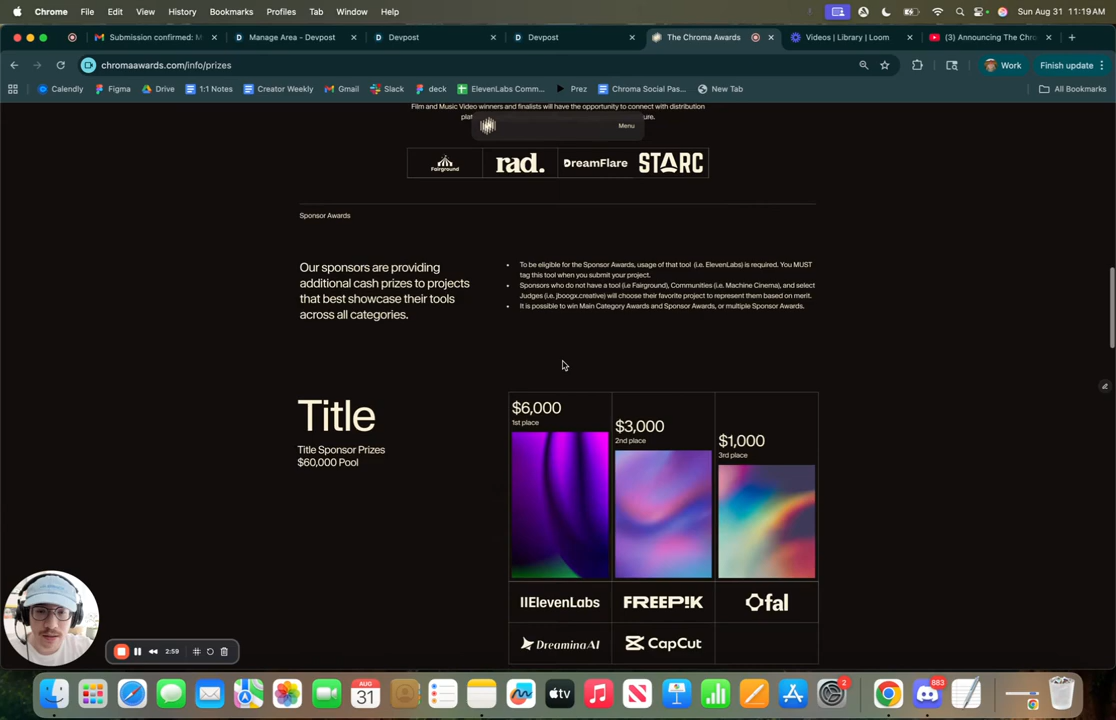 Chrome File Edit View History Bookmarks Profiles Tab Window Help
Sun Aug 31 11:19 AM
Submission confirmed: M
Manage Area - Devpost
Devpost
Devpost
The Chroma Awards
Videos | Library | Loom
(3) Announcing The Chro
chromaawards.com/info/prizes
Work
Finish update
Calendly
Figma
Drive
1:1 Notes
Creator Weekly
Gmail
Slack
deck
ElevenLabs Comm...
Prez
Chroma Social Pas...
New Tab
All Bookmarks
Film and Music Video winners and finalists will have the opportunity to connect with distribution
Menu
Fairground
rad.
DreamFlare
STARC
Sponsor Awards
Our sponsors are providing
additional cash prizes to projects
that best showcase their tools
across all categories.
To be eligible for the Sponsor Awards, usage of that tool (i.e. ElevenLabs) is required. You MUST
tag this tool when you submit your project.
Sponsors who do not have a tool (i.e Fairground), Communities (i.e. Machine Cinema), and select
Judges (i.e. jboogx.creative) will choose their favorite project to represent them based on merit.
It is possible to win Main Category Awards and Sponsor Awards, or multiple Sponsor Awards.
Title
Title Sponsor Prizes
$60,000 Pool
$6,000
1st place
$3,000
2nd place
$1,000
3rd place
IIElevenLabs
FREEP!K
fal
Dreamina AI
CapCut
2:59
AUG
31
tv
2
883